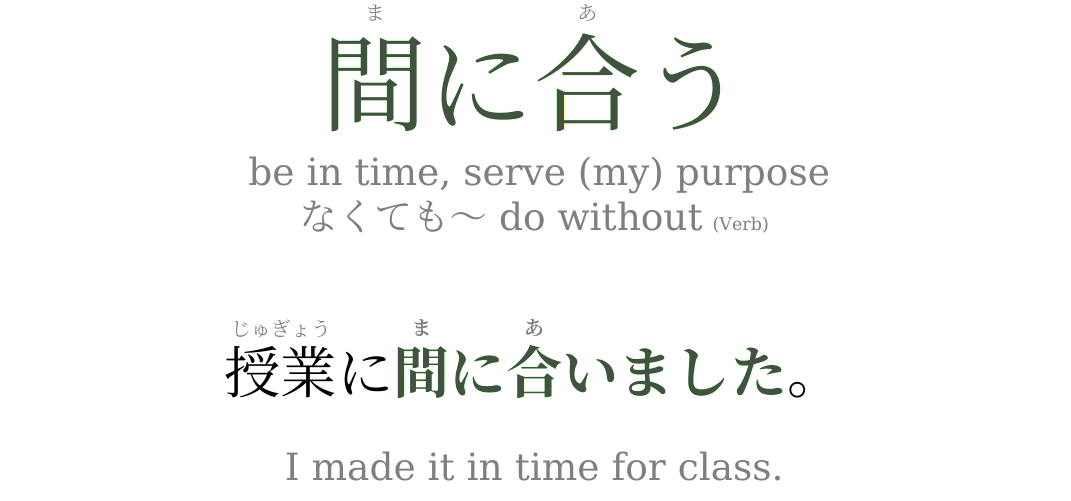 ま あ
間に合う
be in time, serve (my) purpose
なくても〜 do without (Verb)
じゅぎょう ま あ
授業に間に合いました。
I made it in time for class.